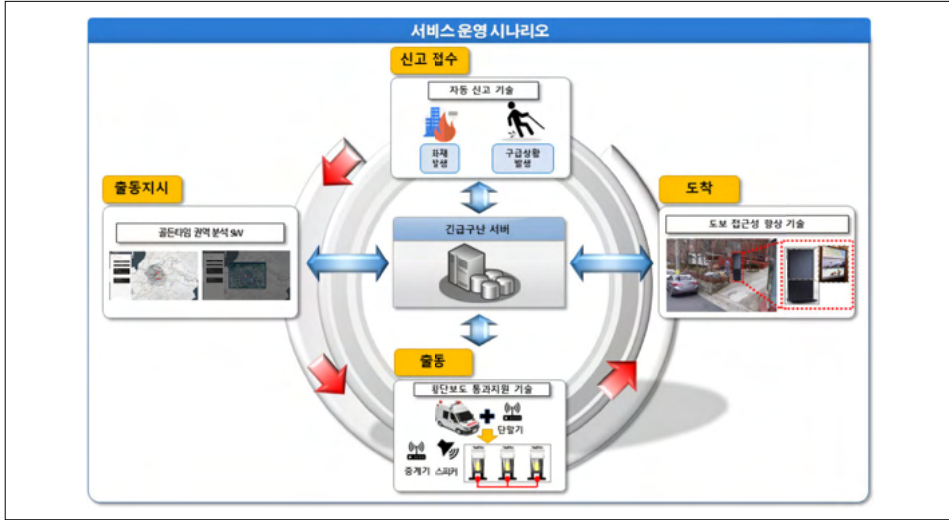 서비스 운영 시나리오
신고 접수
자동 신고 기술
화재
발생
구급상황
발생
출동지시
골든타임 권역 분석 SW
긴급구난 서버
도착
도보 접근성 향상 기술
출동
횡단보도 통과지원 기술
단말기
중계기
스피커